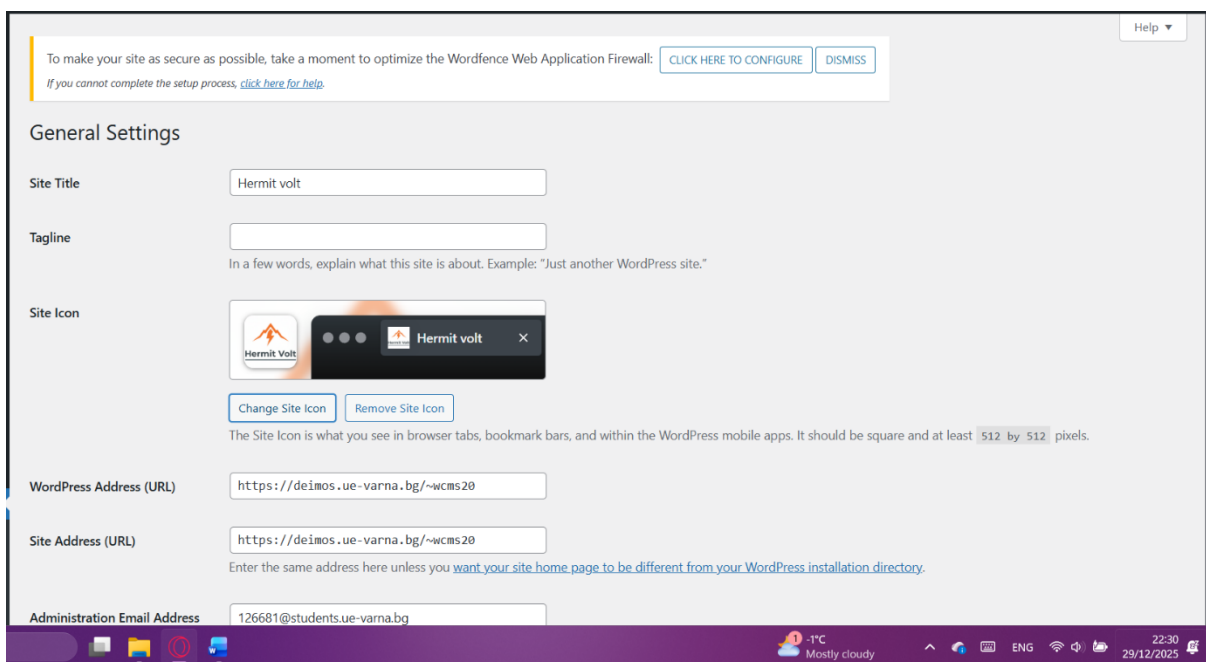 Help ▼
To make your site as secure as possible, take a moment to optimize the Wordfence Web Application Firewall: CLICK HERE TO CONFIGURE DISMISS
If you cannot complete the setup process, click here for help.
General Settings
Site Title Hermit volt
Tagline
In a few words, explain what this site is about. Example: “Just another WordPress site.”
Site Icon
Hermit Volt
Hermit volt ×
Change Site Icon Remove Site Icon
The Site Icon is what you see in browser tabs, bookmark bars, and within the WordPress mobile apps. It should be square and at least 512 by 512 pixels.
WordPress Address (URL) https://deimos.ue-varna.bg/~wcms20
Site Address (URL) https://deimos.ue-varna.bg/~wcms20
Enter the same address here unless you want your site home page to be different from your WordPress installation directory.
Administration Email Address 126681@students.ue-varna.bg
1 -1°C
Mostly cloudy
ENG
22:30
29/12/2025